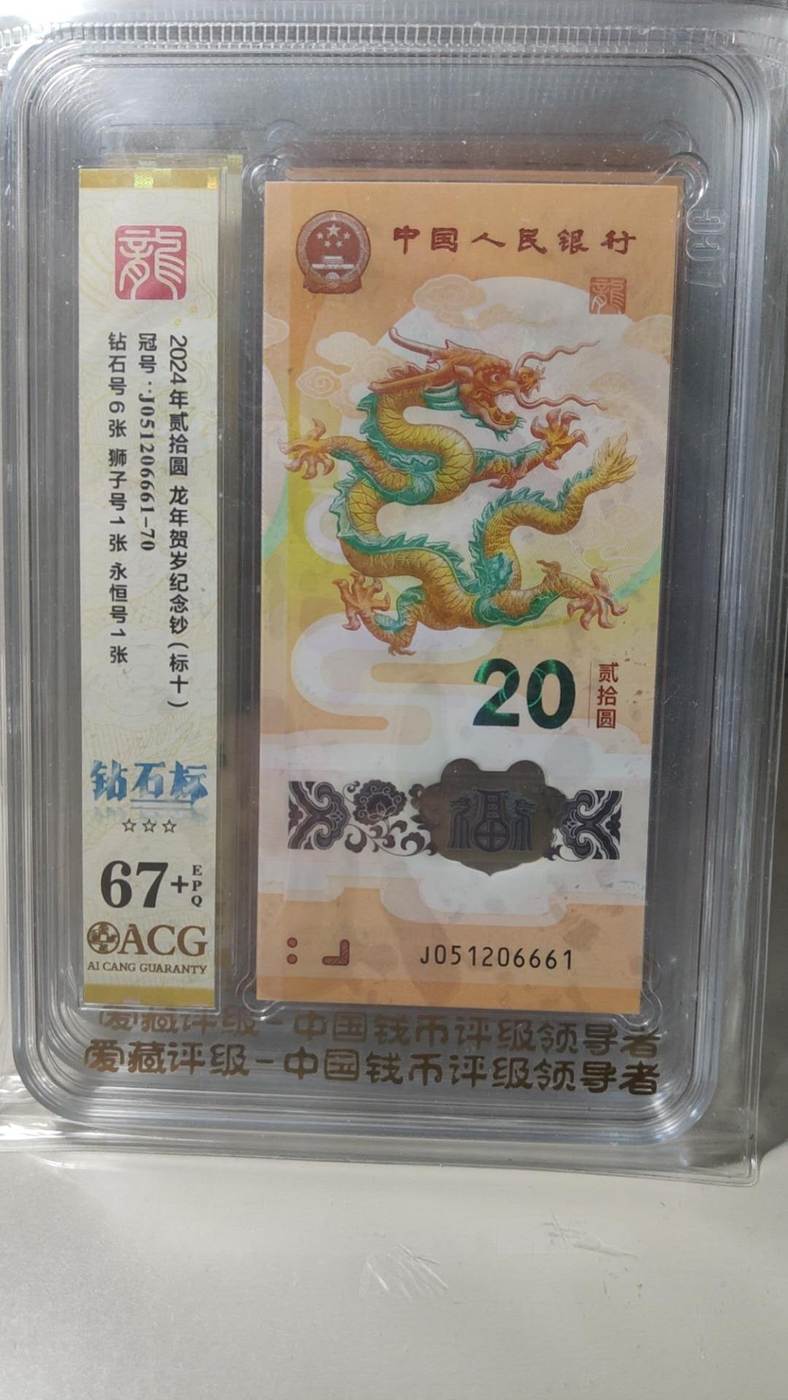 龍
2024年贰拾圆 龙年贺岁纪念钞(标十)
冠号:J051206661-70
钻石号6张 狮子号1张 永恒号1张
钻石标
67+EPQ
ACG
AI CANG GUARANTY
中国人民银行
龍
20
贰拾圆
福
J051206661
爱藏评级-中国钱币评级领导者
爱藏评级-中国钱币评级领导者